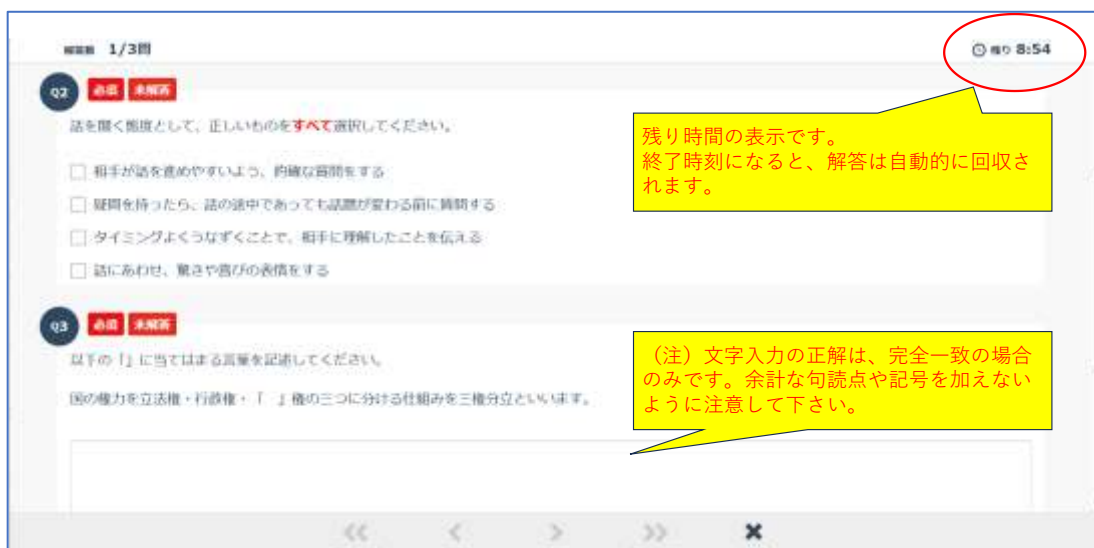 解答数 1/3問
残り 8:54
Q2 必須 未解答
話を聞く態度として、正しいものをすべて選択してください。
相手が話を進めやすいよう、的確な質問をする
疑問を持ったら、話の途中であっても話題が変わる前に質問する
タイミングよくうなずくことで、相手に理解したことを伝える
話にあわせ、驚きや喜びの表情をする
残り時間の表示です。
終了時刻になると、解答は自動的に回収さ
れます。
Q3 必須 未解答
以下の「」に当てはまる言葉を記述してください。
国の権力を立法権・行政権・「　」権の三つに分ける仕組みを三権分立といいます。
（注）文字入力の正解は、完全一致の場合
のみです。余計な句読点や記号を加えない
ように注意して下さい。